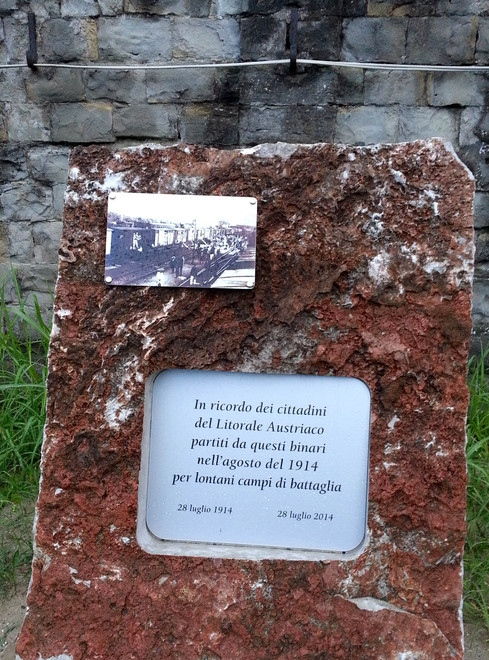 In ricordo dei cittadini
del Litorale Austriaco
partiti da questi binari
nell'agosto del 1914
per lontani campi di battaglia
28 luglio 1914 28 luglio 2014